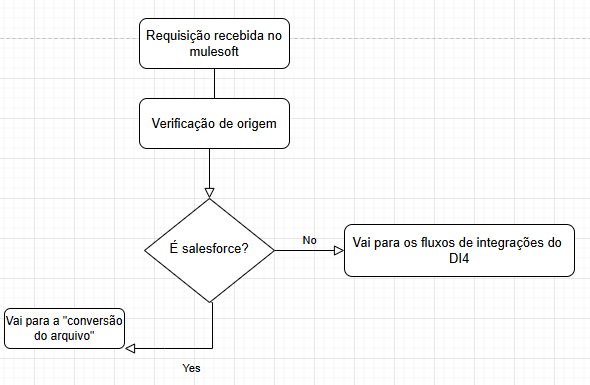 Requisição recebida no
mulesoft
Verificação de origem
É salesforce?
No
Vai para os fluxos de integrações do
DI4
Vai para a "conversão
do arquivo"
Yes